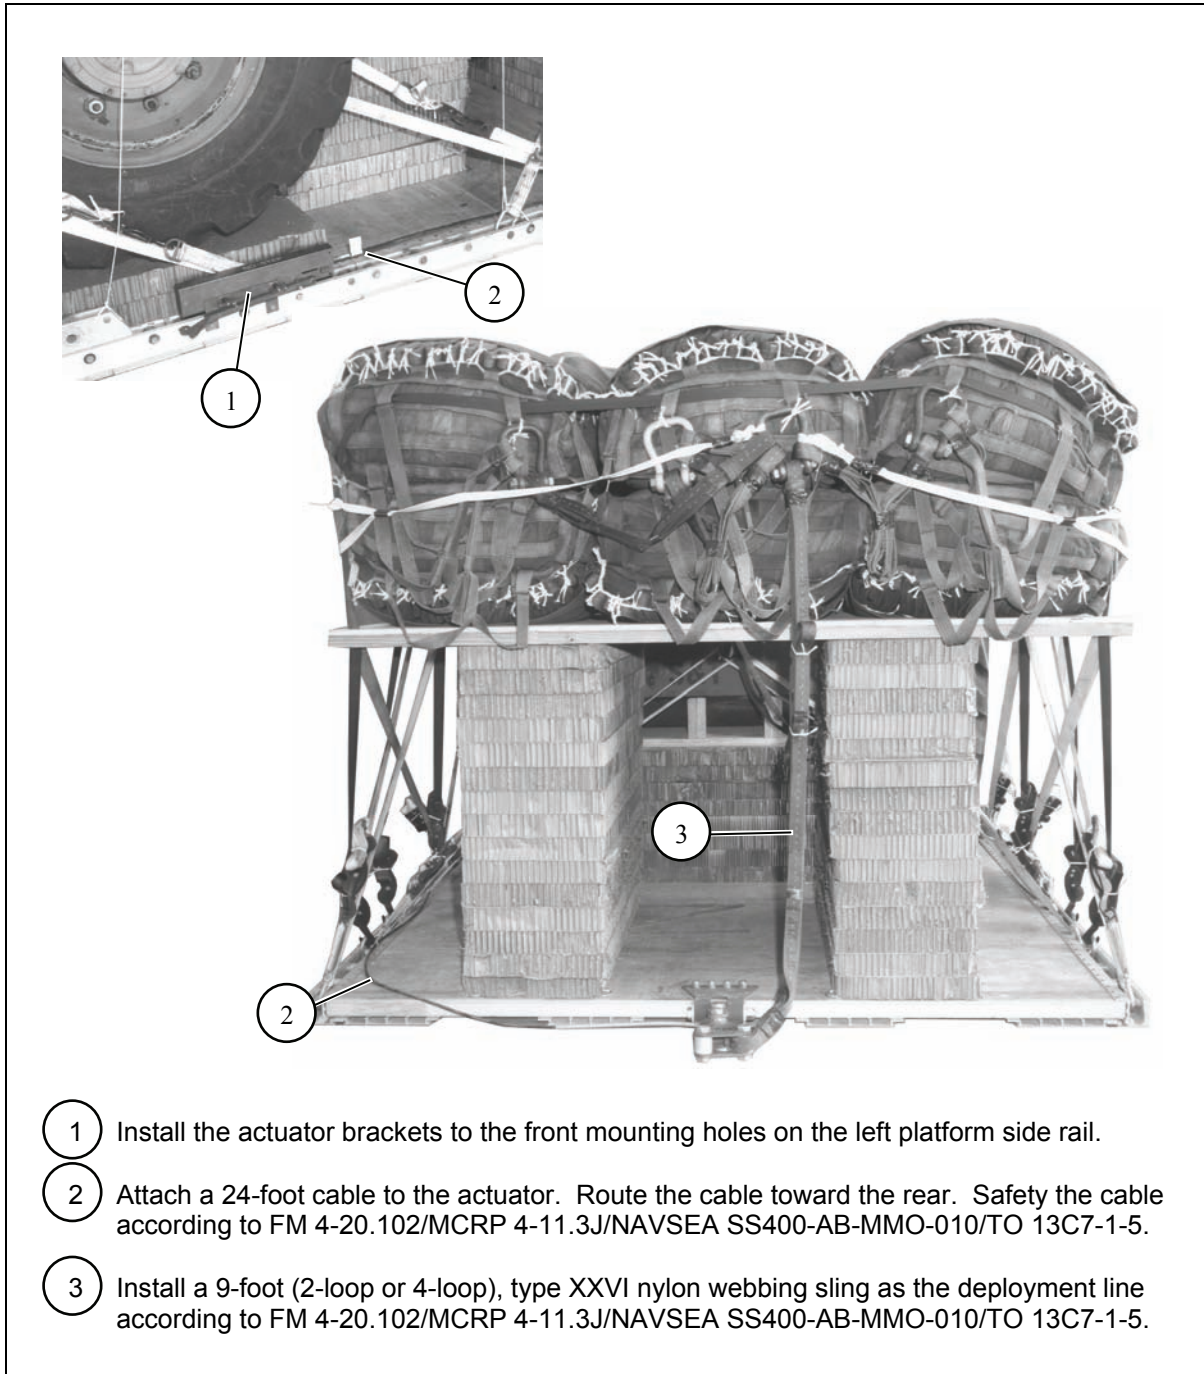 2
1
3
2
1 Install the actuator brackets to the front mounting holes on the left platform side rail.
2 Attach a 24-foot cable to the actuator. Route the cable toward the rear. Safety the cable
according to FM 4-20.102/MCRP 4-11.3J/NAVSEA SS400-AB-MMO-010/TO 13C7-1-5.
3 Install a 9-foot (2-loop or 4-loop), type XXVI nylon webbing sling as the deployment line
according to FM 4-20.102/MCRP 4-11.3J/NAVSEA SS400-AB-MMO-010/TO 13C7-1-5.